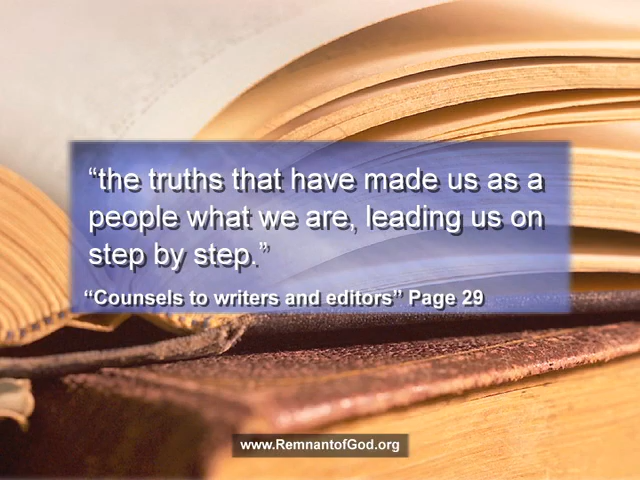 “the truths that have made us as a
people what we are, leading us on
step by step.”
“Counsels to writers and editors” Page 29
www.RemnantofGod.org